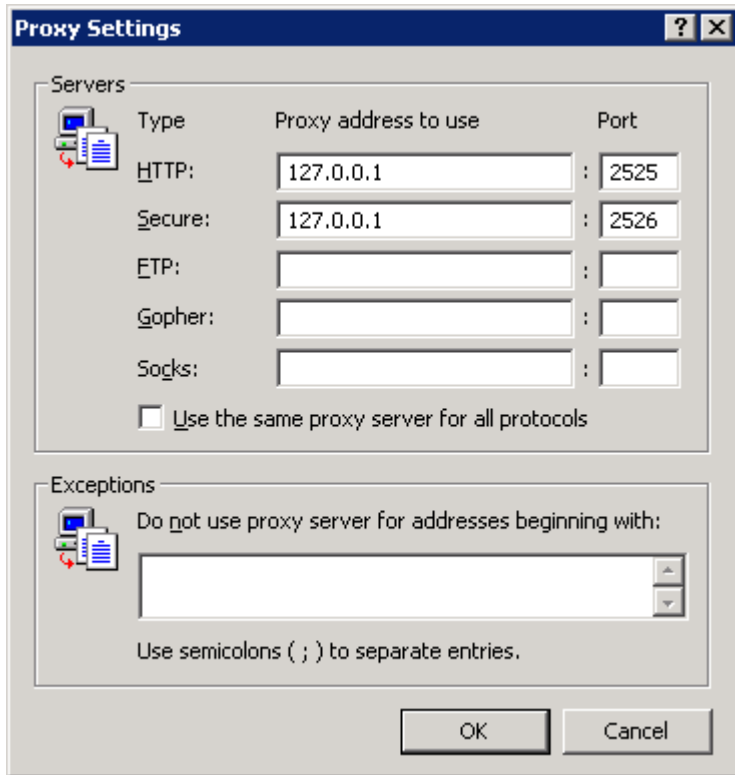 Proxy Settings
Servers
Type Proxy address to use Port
HTTP: 127.0.0.1 : 2525
Secure: 127.0.0.1 : 2526
FTP: :
Gopher: :
Socks: :
Use the same proxy server for all protocols
Exceptions
Do not use proxy server for addresses beginning with:
Use semicolons ( ; ) to separate entries.
OK Cancel